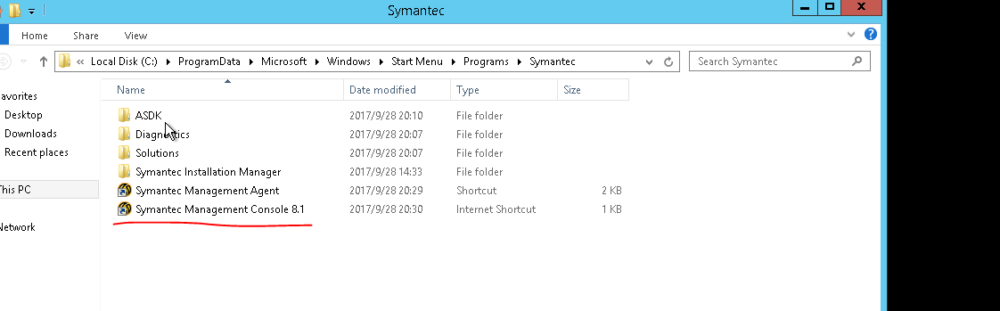 Symantec
Home Share View
« Local Disk (C:) ProgramData Microsoft Windows Start Menu Programs Symantec Search Symantec
Name Date modified Type Size
avorites
Desktop
Downloads
Recent places
his PC
Network
ASDK 2017/9/28 20:10 File folder
Diagnostics 2017/9/28 20:07 File folder
Solutions 2017/9/28 20:07 File folder
Symantec Installation Manager 2017/9/28 14:33 File folder
Symantec Management Agent 2017/9/28 20:29 Shortcut 2 KB
Symantec Management Console 8.1 2017/9/28 20:30 Internet Shortcut 1 KB